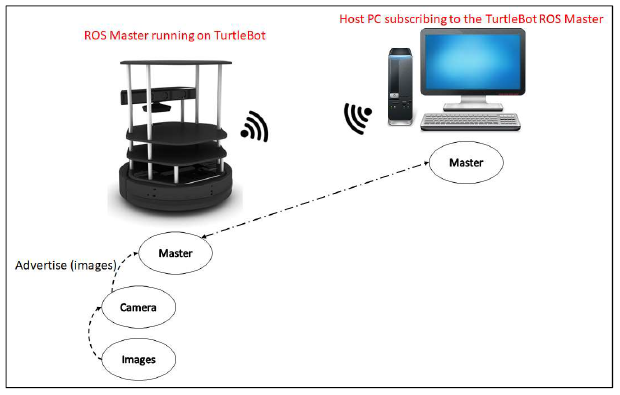 Host PC subscribing to the TurtleBot ROS Master
ROS Master running on TurtleBot
Master
Master
Advertise (images)
Camera
Images